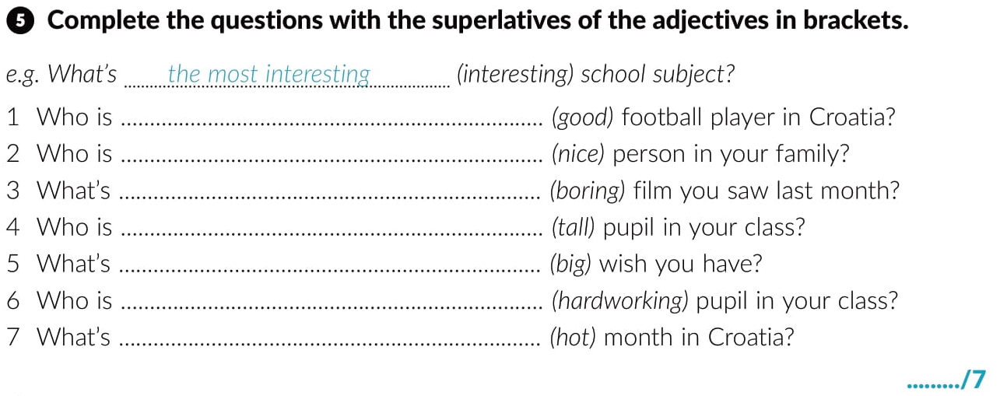 5 Complete the questions with the superlatives of the adjectives in brackets.
e.g. What's the most interesting (interesting) school subject?
1 Who is .......................................................................... (good) football player in Croatia?
2 Who is .......................................................................... (nice) person in your family?
3 What's .......................................................................... (boring) film you saw last month?
4 Who is .......................................................................... (tall) pupil in your class?
5 What's .......................................................................... (big) wish you have?
6 Who is .......................................................................... (hardworking) pupil in your class?
7 What's .......................................................................... (hot) month in Croatia?
........./7